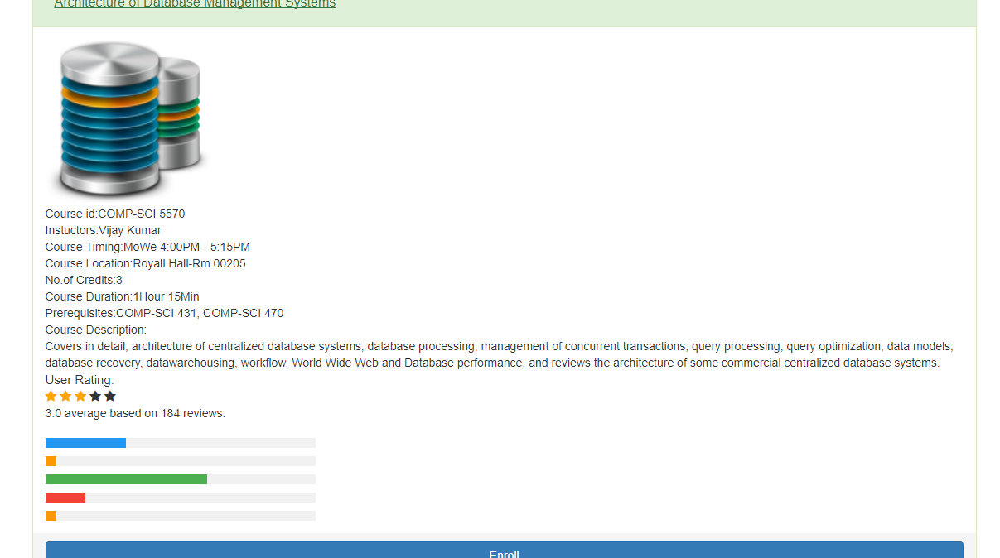 Architecture of Database Management Systems
Course id:COMP-SCI 5570
Instuctors:Vijay Kumar
Course Timing:MoWe 4:00PM - 5:15PM
Course Location:Royall Hall-Rm 00205
No.of Credits:3
Course Duration:1Hour 15Min
Prerequisites:COMP-SCI 431, COMP-SCI 470
Course Description:
Covers in detail, architecture of centralized database systems, database processing, management of concurrent transactions, query processing, query optimization, data models,
database recovery, datawarehousing, workflow, World Wide Web and Database performance, and reviews the architecture of some commercial centralized database systems.
User Rating:
3.0 average based on 184 reviews.
Enroll